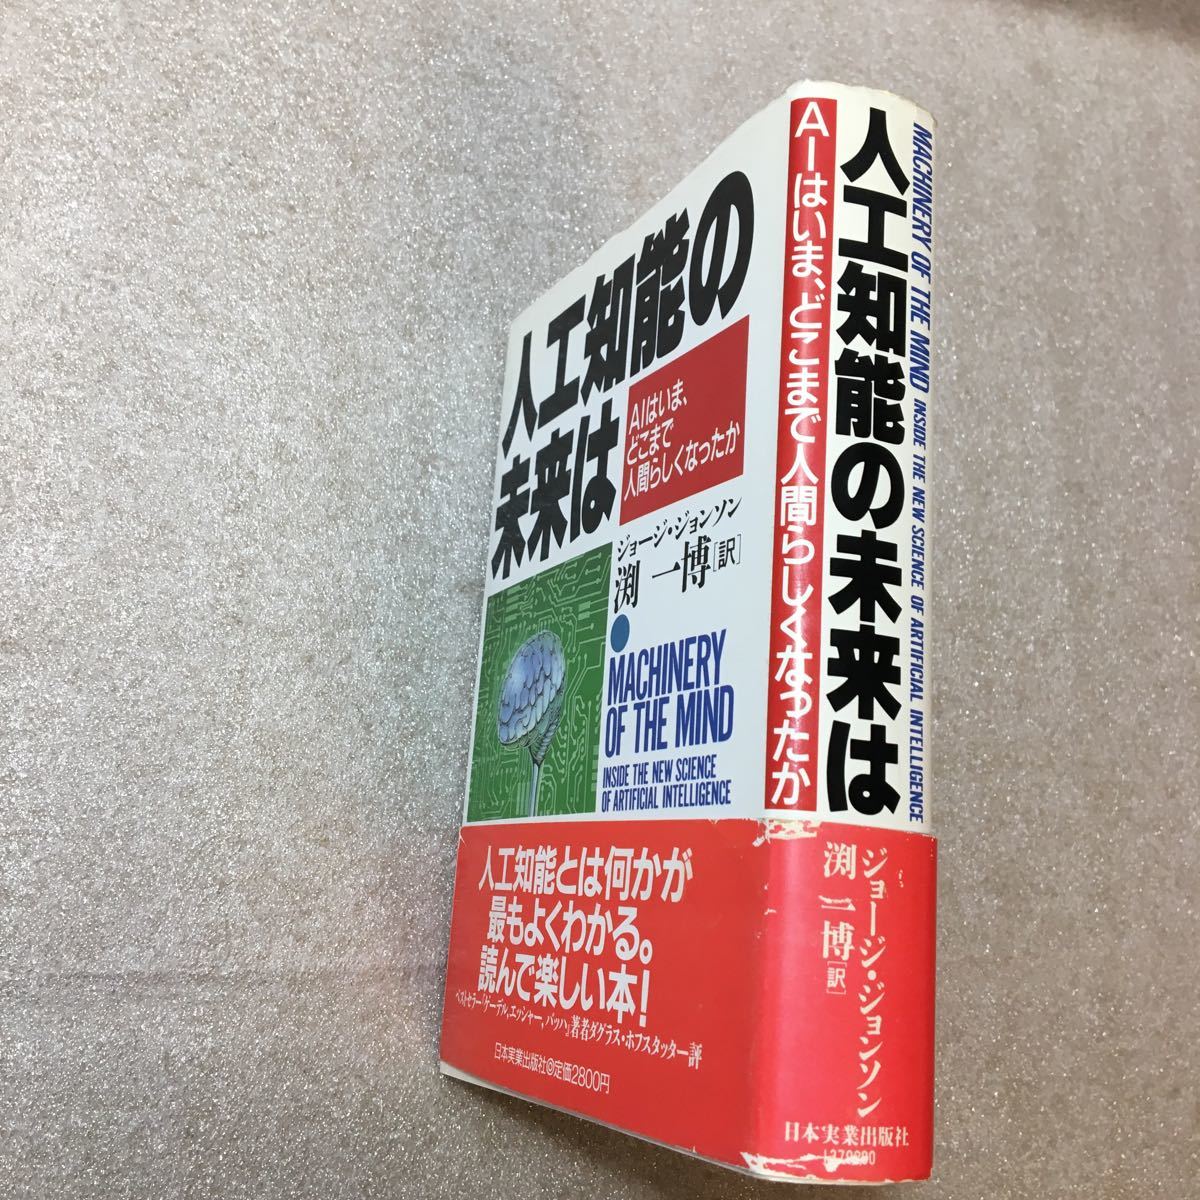 人工知能の
未来は
AIはいま、
どこまで
人間らしくなったか
ジョージ・ジョンソン
渕 一博[訳]
MACHINERY
OF THE MIND
INSIDE THE NEW SCIENCE
OF ARTIFICIAL INTELLIGENCE
人工知能とは何かが
最もよくわかる。
読んで楽しい本!
ベストセラー『ゲーデル,エッシャー,バッハ』著者ダグラス・ホフスタッター評
日本実業出版社◎定価2800円
MACHINERY OF THE MIND INSIDE THE NEW SCIENCE OF ARTIFICIAL INTELLIGENCE
人工知能の未来は
AIはいま、どこまで人間らしくなったか
ジョージ・ジョンソン
渕 一博[訳]
日本実業出版社